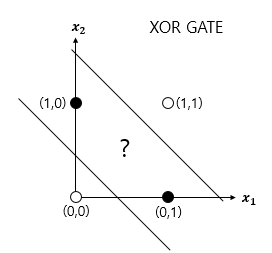 x₂
XOR GATE
(1,0)
(1,1)
?
x₁
(0,0)
(0,1)